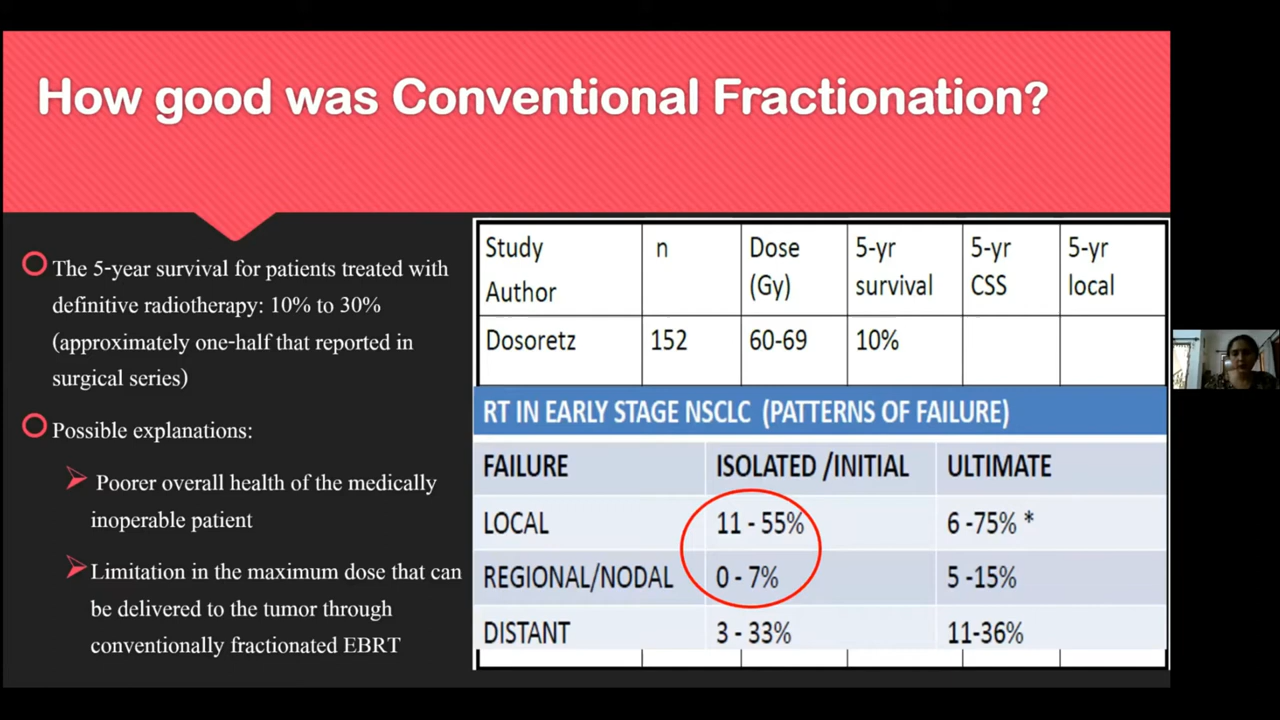 How good was Conventional Fractionation?
The 5-year survival for patients treated with
definitive radiotherapy: 10% to 30%
(approximately one-half that reported in
surgical series)
Possible explanations:
Poorer overall health of the medically
inoperable patient
Limitation in the maximum dose that can
be delivered to the tumor through
conventionally fractionated EBRT
Study Author n Dose (Gy) 5-yr survival 5-yr CSS 5-yr local
Dosoretz 152 60-69 10%
RT IN EARLY STAGE NSCLC (PATTERNS OF FAILURE)
FAILURE ISOLATED /INITIAL ULTIMATE
LOCAL 11 - 55% 6 -75% *
REGIONAL/NODAL 0 - 7% 5 -15%
DISTANT 3 - 33% 11-36%